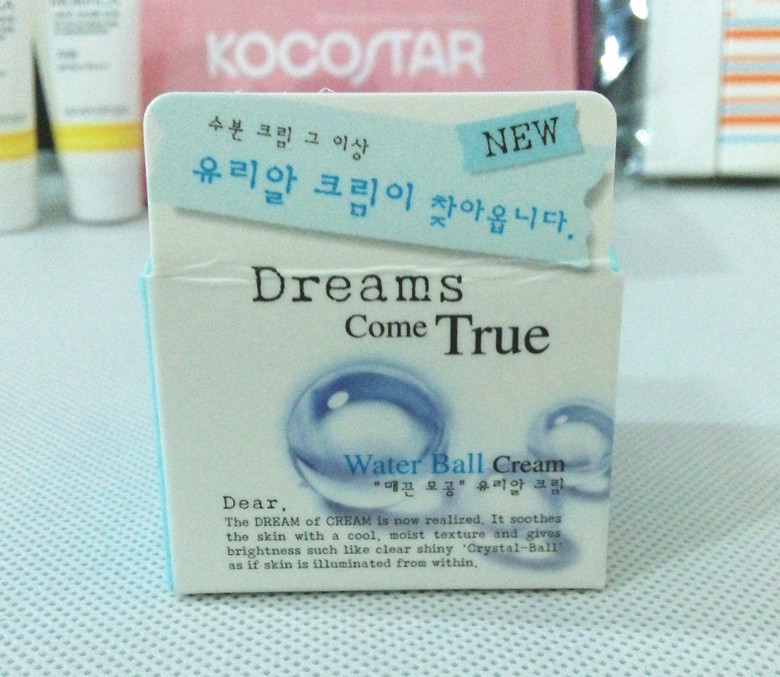 KOCOSTAR
수분 크림 그 이상
NEW
유리알 크림이 찾아옵니다.
Dreams
Come True
Water Ball Cream
"매끈 모공" 유리알 크림
Dear,
The DREAM of CREAM is now realized. It soothes
the skin with a cool, moist texture and gives
brightness such like clear shiny 'Crystal-Ball'
as if skin is illuminated from within.